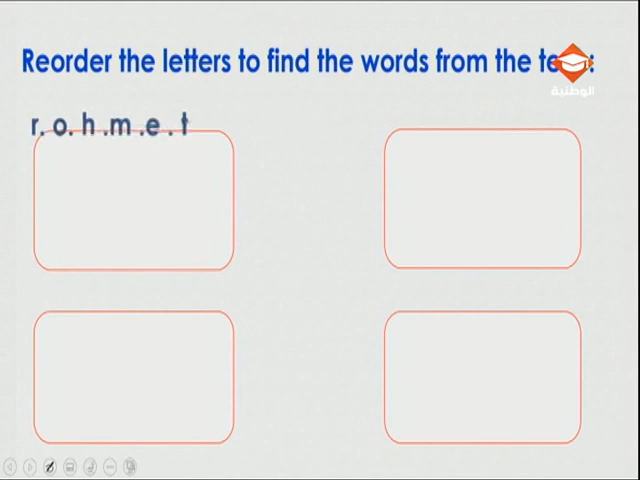 Reorder the letters to find the words from the
الوطنية
r. o. h .m .e . t